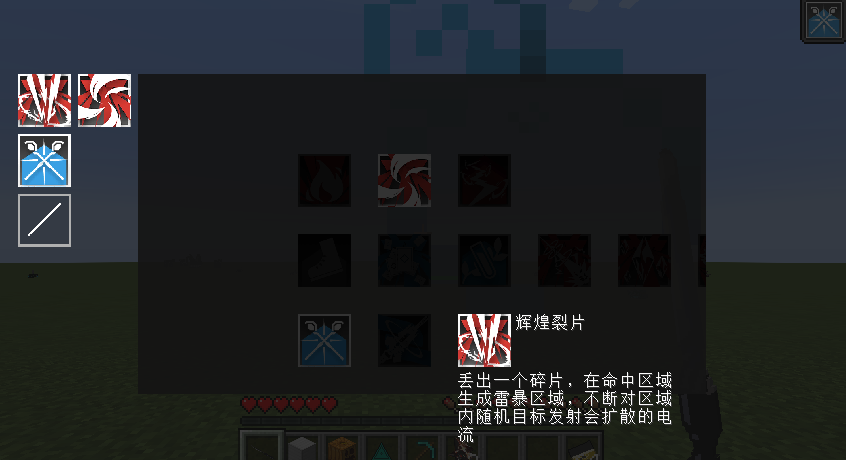 辉煌裂片
丢出一个碎片，在命中区域
生成雷暴区域，不断对区域
内随机目标发射会扩散的电
流